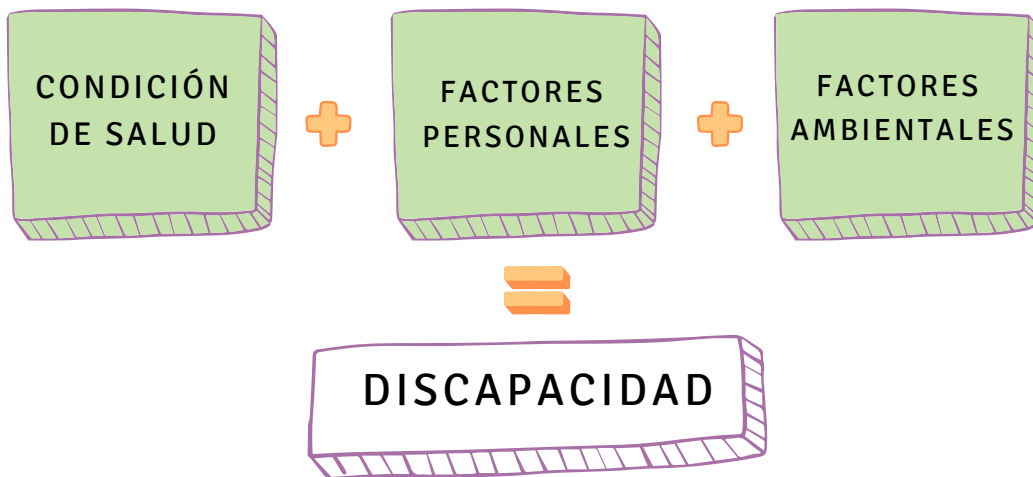 CONDICIÓN
DE SALUD
FACTORES
PERSONALES
FACTORES
AMBIENTALES
DISCAPACIDAD